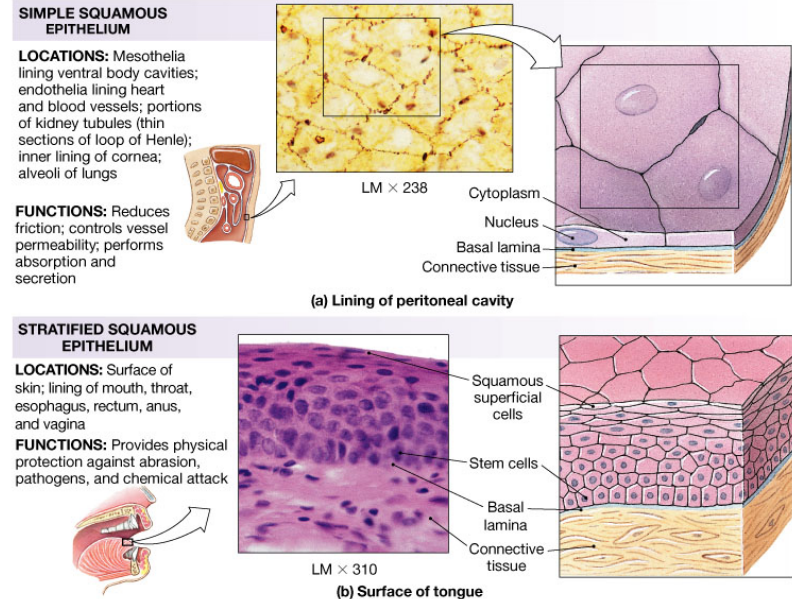 SIMPLE SQUAMOUS
EPITHELIUM
LOCATIONS: Mesothelia
lining ventral body cavities;
endothelia lining heart
and blood vessels; portions
of kidney tubules (thin
sections of loop of Henle);
inner lining of cornea;
alveoli of lungs
FUNCTIONS: Reduces
friction; controls vessel
permeability; performs
absorption and
secretion
LM × 238
Cytoplasm
Nucleus
Basal lamina
Connective tissue
(a) Lining of peritoneal cavity
STRATIFIED SQUAMOUS
EPITHELIUM
LOCATIONS: Surface of
skin; lining of mouth, throat,
esophagus, rectum, anus,
and vagina
FUNCTIONS: Provides physical
protection against abrasion,
pathogens, and chemical attack
Squamous
superficial
cells
Stem cells
Basal
lamina
Connective
tissue
LM × 310
(b) Surface of tongue